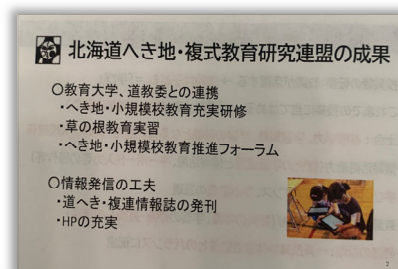 北海道へき地・複式教育研究連盟の成果
○教育大学、道教委との連携
・へき地・小規模校教育充実研修
・草の根教育実習
・へき地・小規模校教育推進フォーラム
○情報発信の工夫
・道へき・複連情報誌の発刊
・HPの充実
2